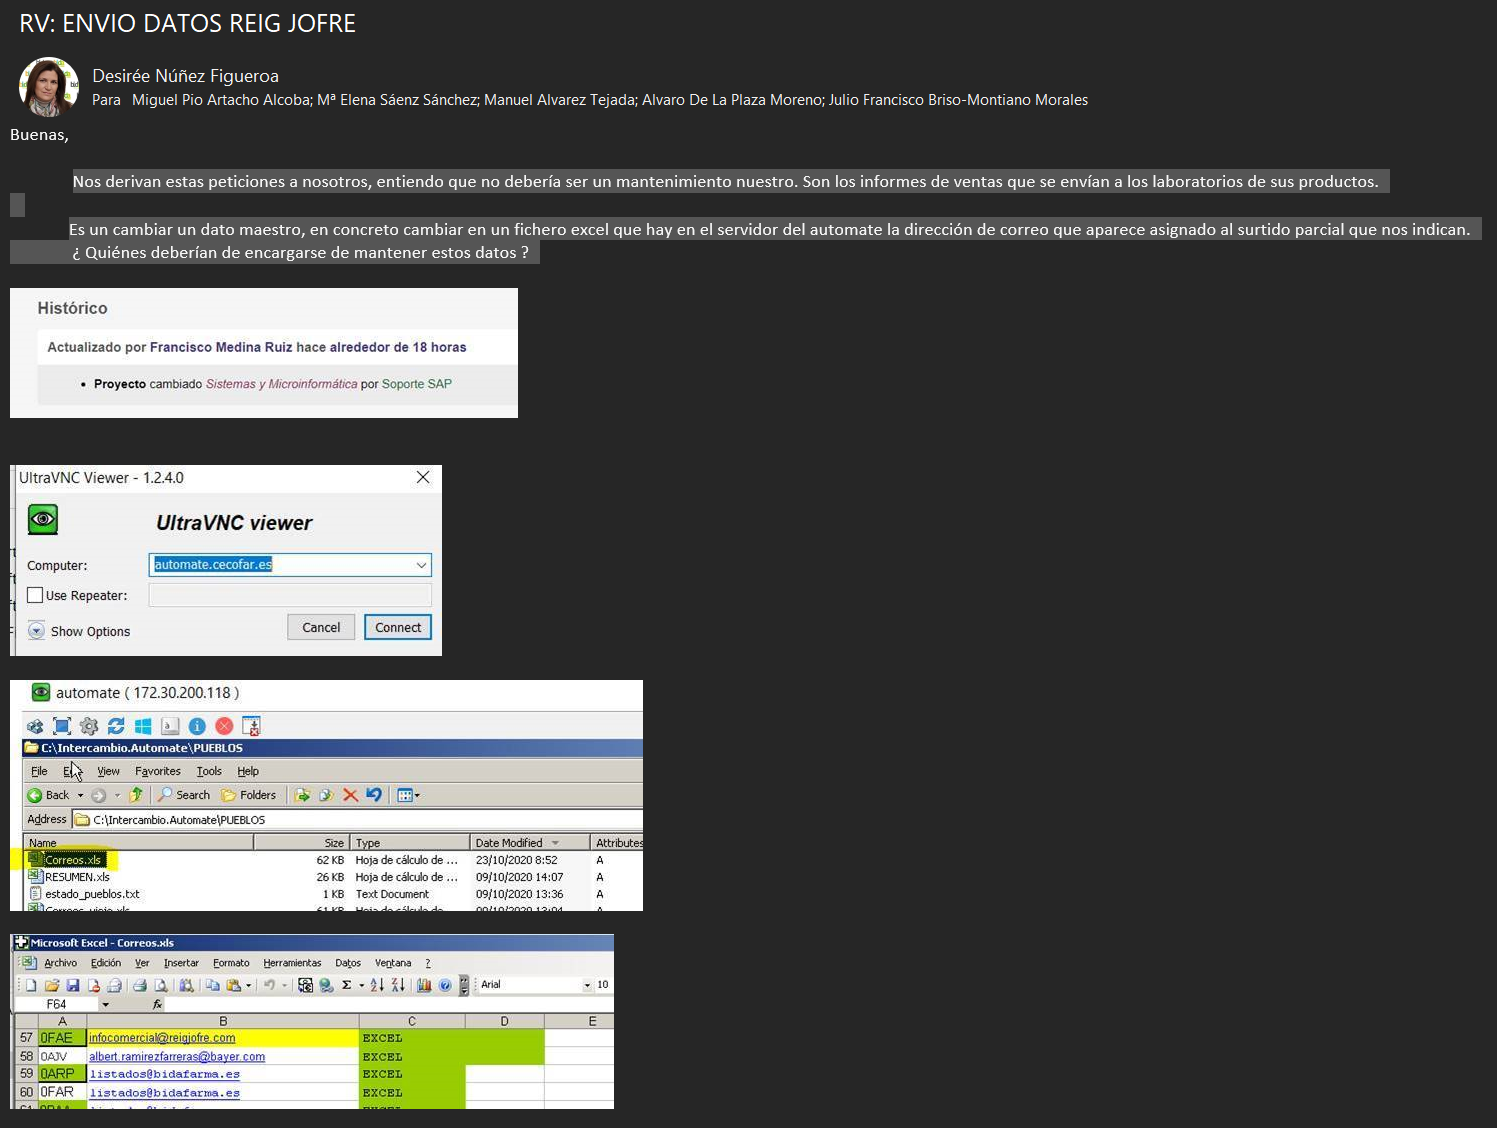 RV: ENVIO DATOS REIG JOFRE
Desirée Núñez Figueroa
Para Miguel Pio Artacho Alcoba; Mª Elena Sáenz Sánchez; Manuel Alvarez Tejada; Alvaro De La Plaza Moreno; Julio Francisco Briso-Montiano Morales
Buenas,
Nos derivan estas peticiones a nosotros, entiendo que no debería ser un mantenimiento nuestro. Son los informes de ventas que se envían a los laboratorios de sus productos.
Es un cambiar un dato maestro, en concreto cambiar en un fichero excel que hay en el servidor del automate la dirección de correo que aparece asignado al surtido parcial que nos indican.
¿ Quiénes deberían de encargarse de mantener estos datos ?
Histórico
Actualizado por Francisco Medina Ruiz hace alrededor de 18 horas
• Proyecto cambiado Sistemas y Microinformática por Soporte SAP
UltraVNC Viewer - 1.2.4.0
UltraVNC viewer
Computer: automate.cecofar.es
Use Repeater:
Show Options Cancel Connect
automate ( 172.30.200.118 )
C:\Intercambio.Automate\PUEBLOS
File View Favorites Tools Help
Back Search Folders
Address C:\Intercambio.Automate\PUEBLOS
Name Size Type Date Modified Attributes
Correos.xls 62 KB Hoja de cálculo de ... 23/10/2020 8:52 A
RESUMEN.xls 26 KB Hoja de cálculo de ... 09/10/2020 14:07 A
estado_pueblos.txt 1 KB Text Document 09/10/2020 13:36 A
Microsoft Excel - Correos.xls
Archivo Edición Ver Insertar Formato Herramientas Datos Ventana ?
Arial 10
F64 fx
A B C D E
57 0FAE infocomercial@reigjofre.com EXCEL
58 0AJV albert.ramirezfarreras@bayer.com EXCEL
59 0ARP listados@bidafarma.es EXCEL
60 0FAR listados@bidafarma.es EXCEL